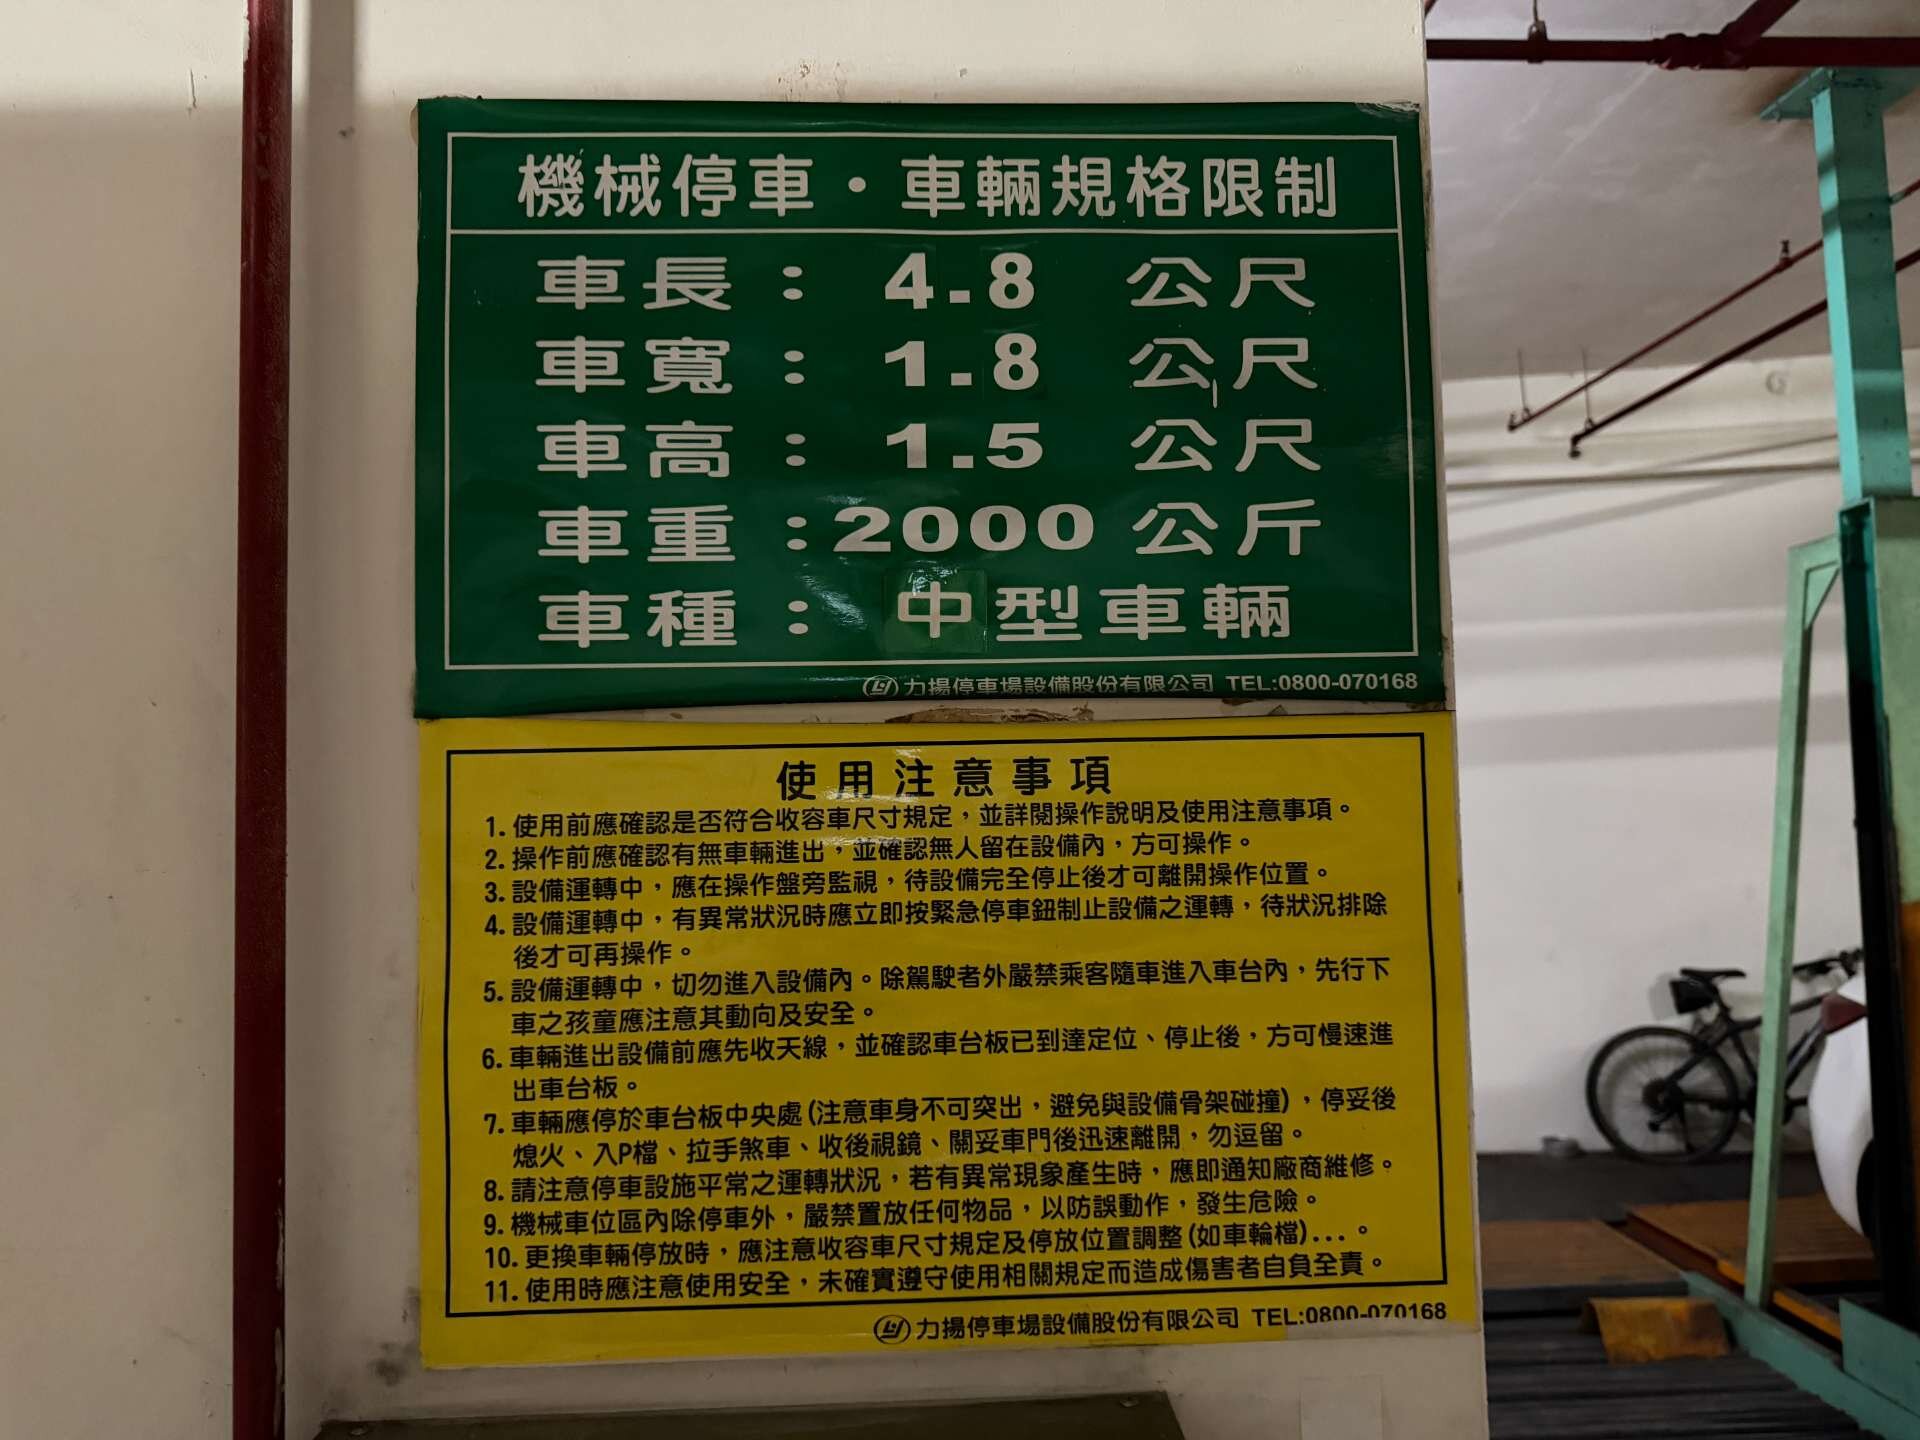 機械停車・車輛規格限制
車長：4.8 公尺
車寬：1.8 公尺
車高：1.5 公尺
車重：2000 公斤
車種：中型車輛
力揚停車場設備股份有限公司 TEL:0800-070168
使用注意事項
1. 使用前應確認是否符合收容車尺寸規定，並詳閱操作說明及使用注意事項。
2. 操作前應確認有無車輛進出，並確認無人留在設備內，方可操作。
3. 設備運轉中，應在操作盤旁監視，待設備完全停止後才可離開操作位置。
4. 設備運轉中，有異常狀況時應立即按緊急停車鈕制止設備之運轉，待狀況排除
後才可再操作。
5. 設備運轉中，切勿進入設備內。除駕駛者外嚴禁乘客隨車進入車台內，先行下
車之孩童應注意其動向及安全。
6. 車輛進出設備前應先收天線，並確認車台板已到達定位、停止後，方可慢速進
出車台板。
7. 車輛應停於車台板中央處(注意車身不可突出，避免與設備骨架碰撞)，停妥後
熄火、入P檔、拉手煞車、收後視鏡、關妥車門後迅速離開，勿逗留。
8. 請注意停車設施平常之運轉狀況，若有異常現象產生時，應即通知廠商維修。
9. 機械車位區內除停車外，嚴禁置放任何物品，以防誤動作，發生危險。
10. 更換車輛停放時，應注意收容車尺寸規定及停放位置調整(如車輪檔)...。
11. 使用時應注意使用安全，未確實遵守使用相關規定而造成傷害者自負全責。
力揚停車場設備股份有限公司 TEL:0800-070168